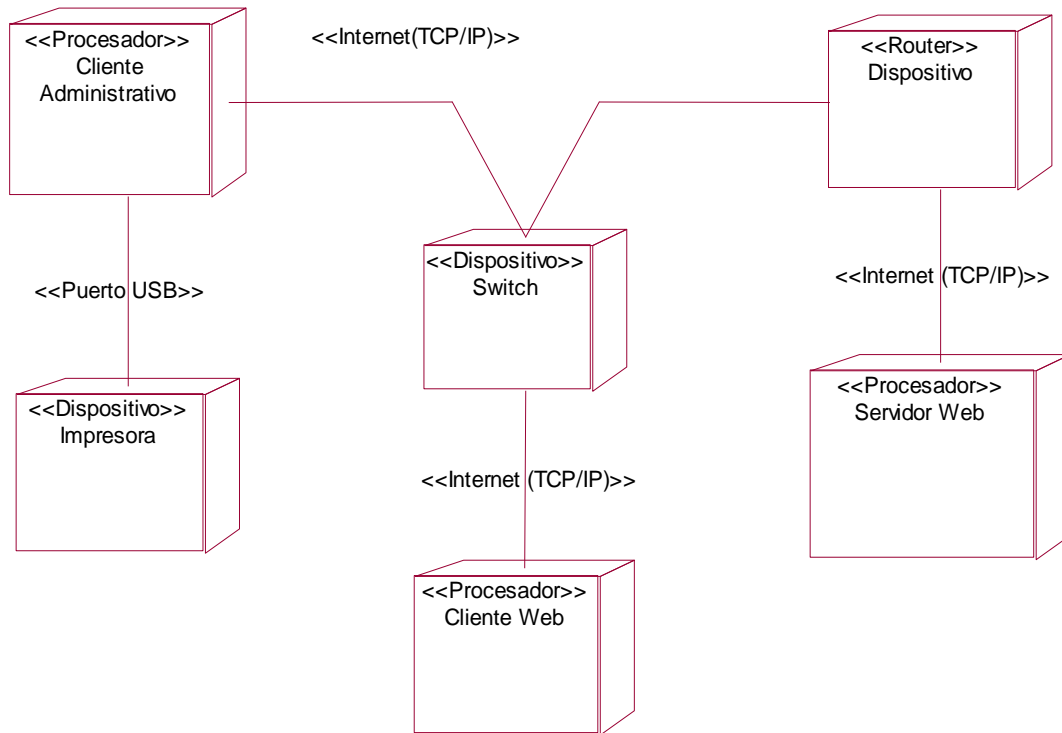 <<Procesador>>
Cliente
Administrativo
<<Internet(TCP/IP)>>
<<Router>>
Dispositivo
<<Puerto USB>>
<<Dispositivo>>
Switch
<<Internet (TCP/IP)>>
<<Dispositivo>>
Impresora
<<Internet (TCP/IP)>>
<<Procesador>>
Servidor Web
<<Procesador>>
Cliente Web